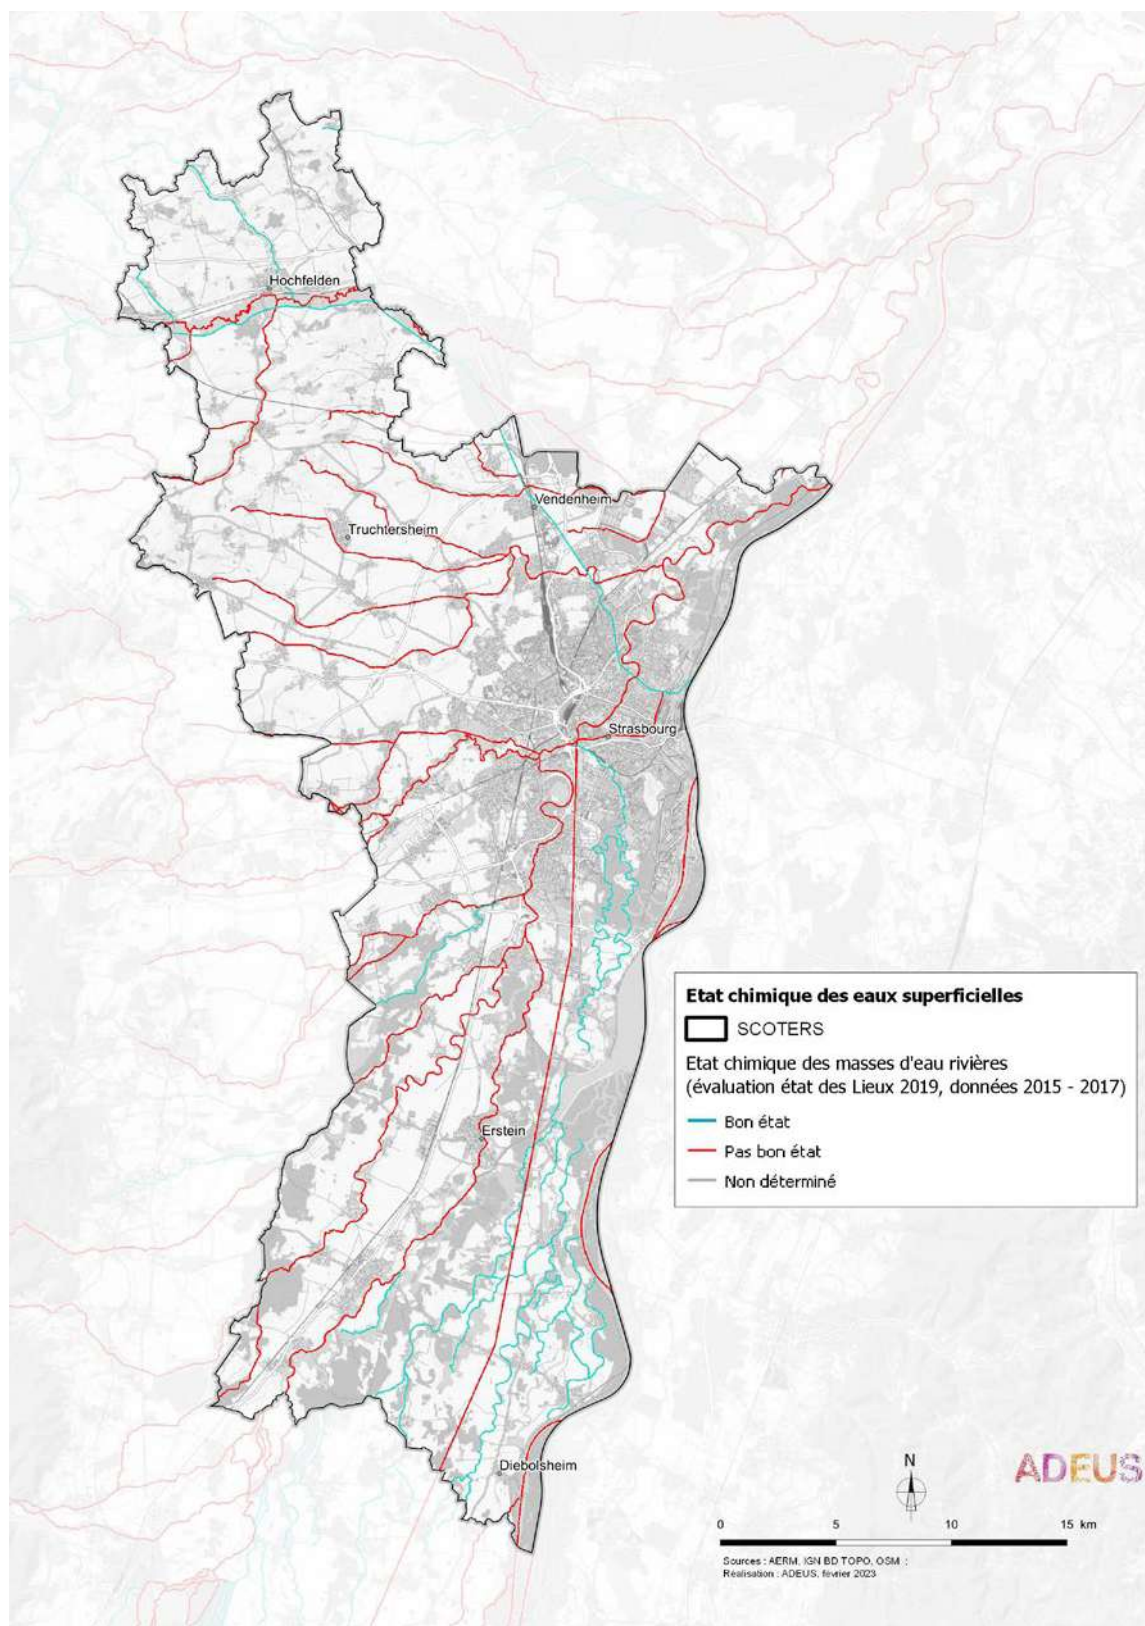 Hochfelden
Vendenheim
Truchtersheim
Strasbourg
Etat chimique des eaux superficielles
SCOTERS
Etat chimique des masses d'eau rivières
(évaluation état des Lieux 2019, données 2015 - 2017)
Bon état
Pas bon état
Non déterminé
Erstein
Diebolsheim
N
ADEUS
0 5 10 15 km
Sources : AERM, IGN BD TOPO, OSM ;
Réalisation : ADEUS, février 2023